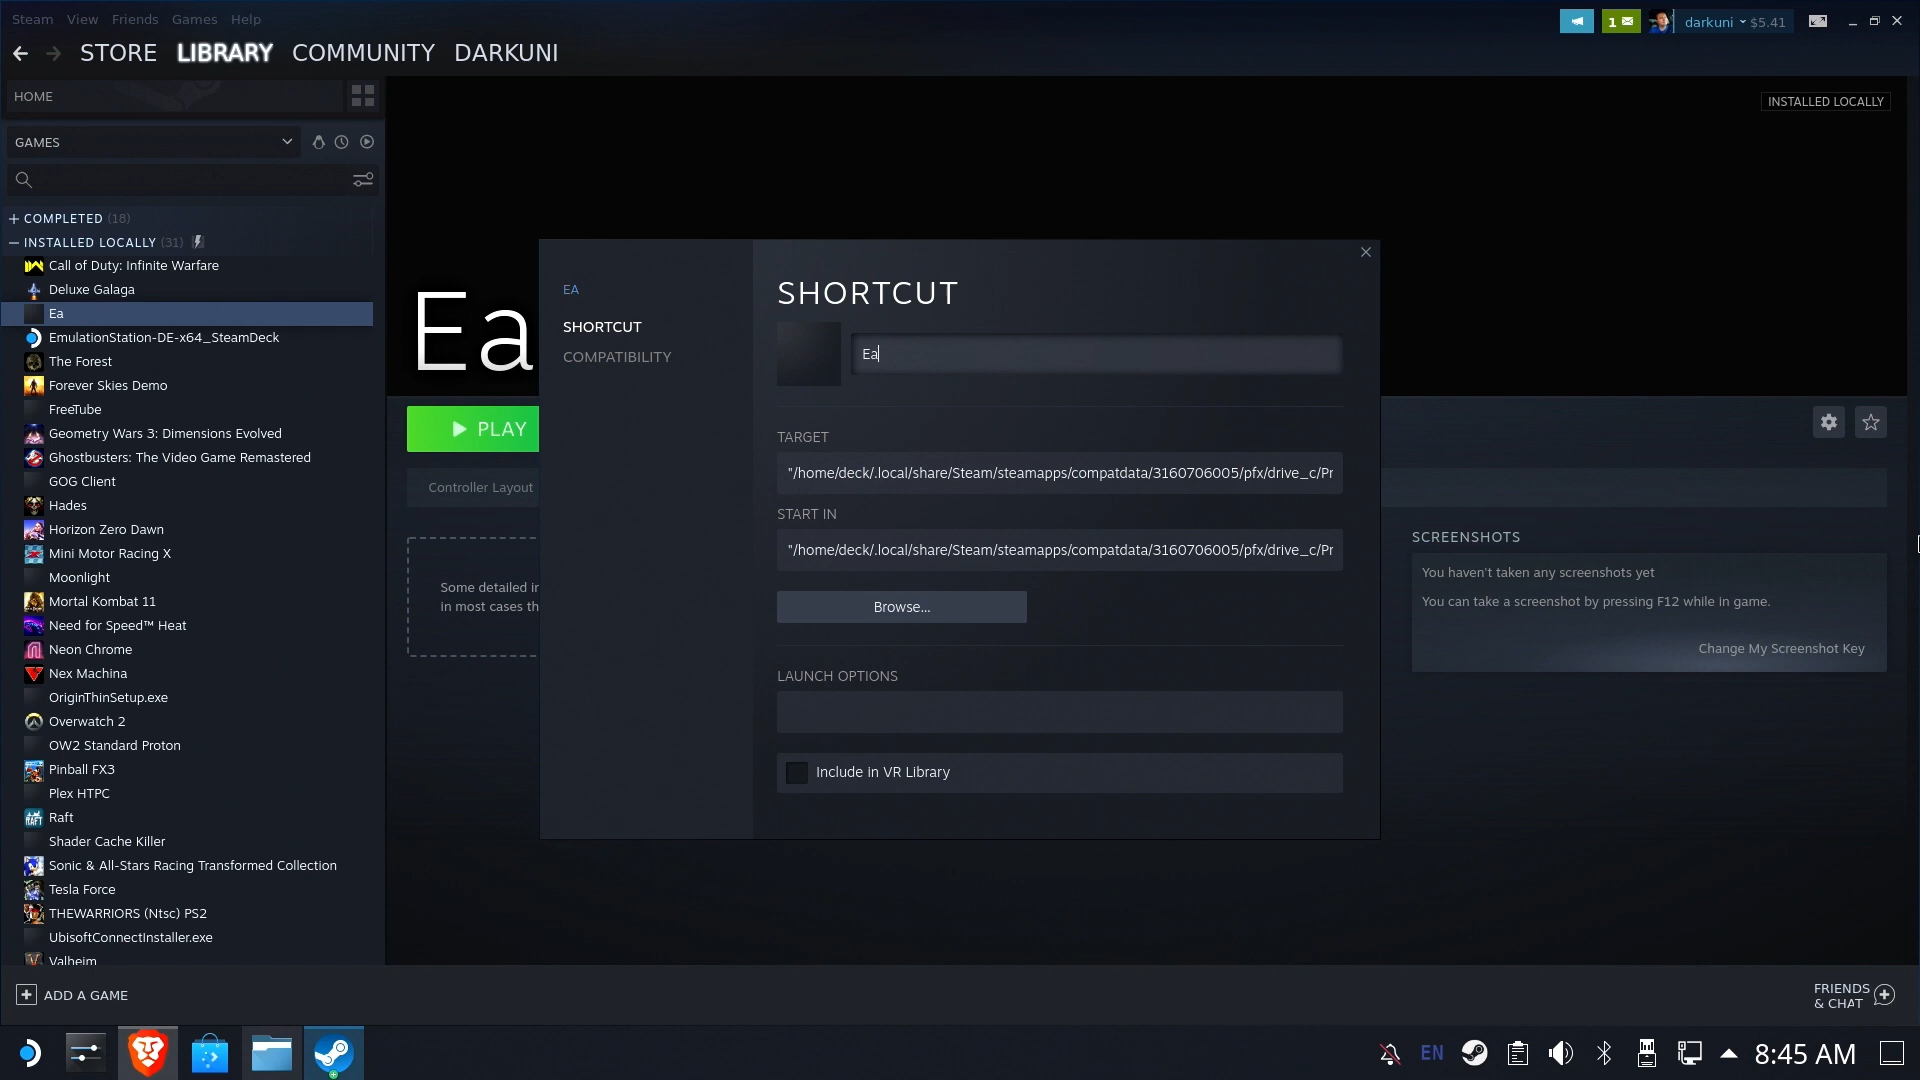 Steam View Friends Games Help
1
darkuni $5.41
STORE LIBRARY COMMUNITY DARKUNI
HOME
INSTALLED LOCALLY
GAMES
+ COMPLETED (18)
— INSTALLED LOCALLY (31)
Call of Duty: Infinite Warfare
Deluxe Galaga
Ea
EmulationStation-DE-x64_SteamDeck
The Forest
Forever Skies Demo
FreeTube
Geometry Wars 3: Dimensions Evolved
Ghostbusters: The Video Game Remastered
GOG Client
Hades
Horizon Zero Dawn
Mini Motor Racing X
Moonlight
Mortal Kombat 11
Need for Speed™ Heat
Neon Chrome
Nex Machina
OriginThinSetup.exe
Overwatch 2
OW2 Standard Proton
Pinball FX3
Plex HTPC
Raft
Shader Cache Killer
Sonic & All-Stars Racing Transformed Collection
Tesla Force
THEWARRIORS (Ntsc) PS2
UbisoftConnectInstaller.exe
Valheim
Ea
PLAY
Controller Layout
Some detailed in
in most cases th
EA
SHORTCUT
COMPATIBILITY
SHORTCUT
Ea
TARGET
"/home/deck/.local/share/Steam/steamapps/compatdata/3160706005/pfx/drive_c/Pr
START IN
"/home/deck/.local/share/Steam/steamapps/compatdata/3160706005/pfx/drive_c/Pr
Browse...
LAUNCH OPTIONS
Include in VR Library
SCREENSHOTS
You haven't taken any screenshots yet
You can take a screenshot by pressing F12 while in game.
Change My Screenshot Key
+ ADD A GAME
FRIENDS
& CHAT
EN
8:45 AM